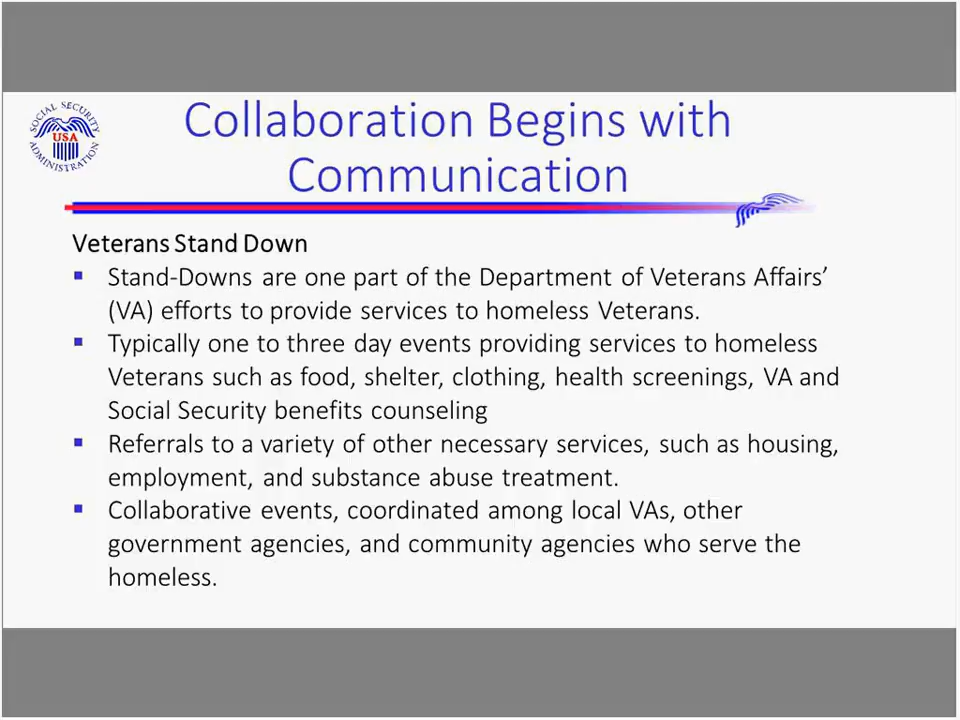 SOCIAL SECURITY
USA
ADMINISTRATION
Collaboration Begins with
Communication
Veterans Stand Down
▪ Stand-Downs are one part of the Department of Veterans Affairs’
(VA) efforts to provide services to homeless Veterans.
▪ Typically one to three day events providing services to homeless
Veterans such as food, shelter, clothing, health screenings, VA and
Social Security benefits counseling
▪ Referrals to a variety of other necessary services, such as housing,
employment, and substance abuse treatment.
▪ Collaborative events, coordinated among local VAs, other
government agencies, and community agencies who serve the
homeless.